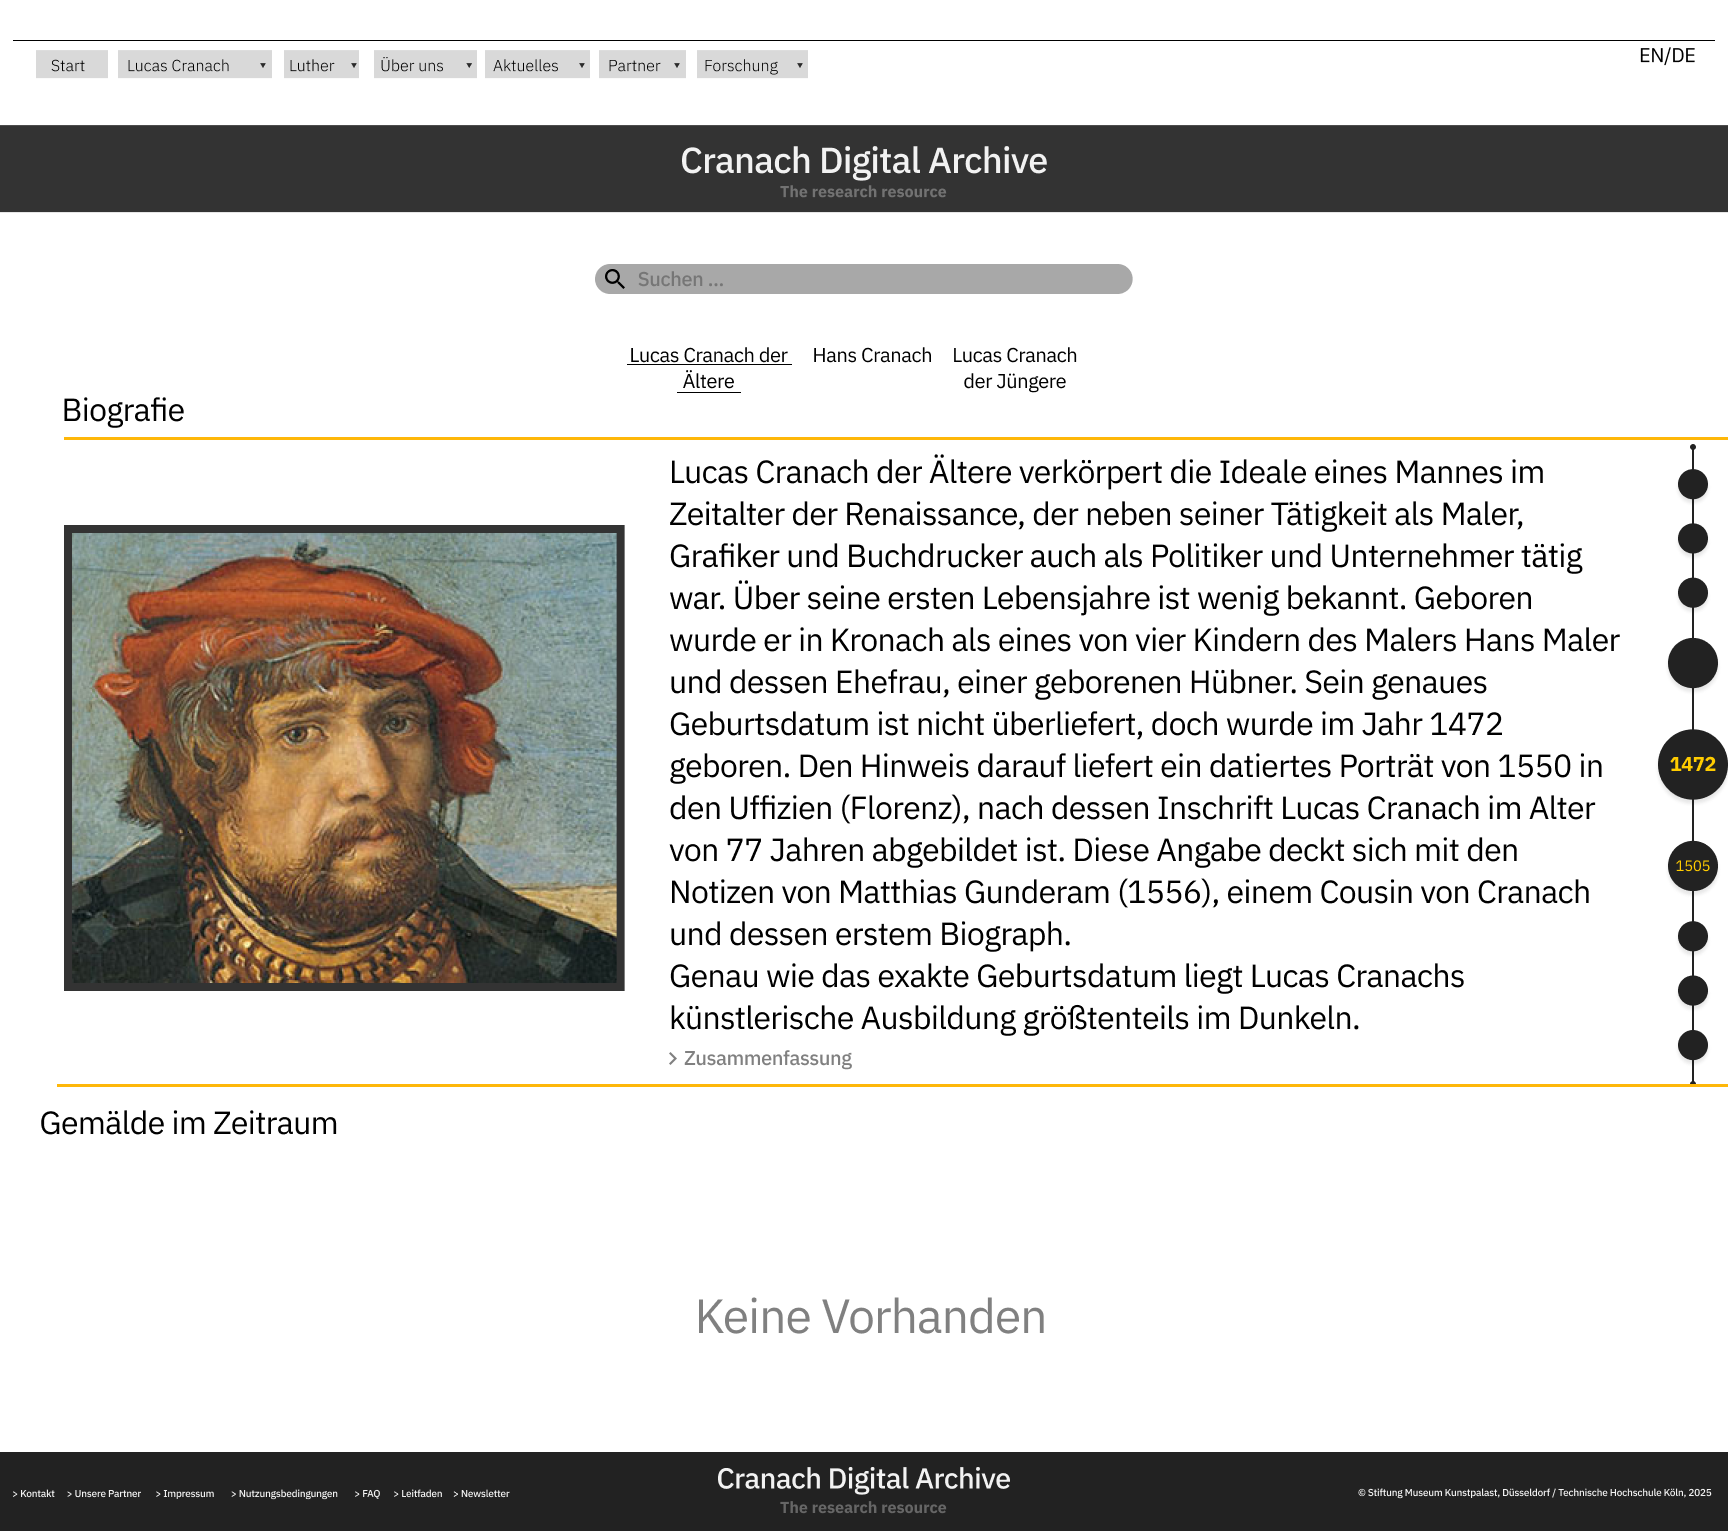 EN/DE
Start Lucas Cranach ▾ Luther ▾ Über uns ▾ Aktuelles ▾ Partner ▾ Forschung ▾
Cranach Digital Archive
The research resource
Suchen ...
Lucas Cranach der
Ältere
Hans Cranach
Lucas Cranach
der Jüngere
Biografie
Lucas Cranach der Ältere verkörpert die Ideale eines Mannes im
Zeitalter der Renaissance, der neben seiner Tätigkeit als Maler,
Grafiker und Buchdrucker auch als Politiker und Unternehmer tätig
war. Über seine ersten Lebensjahre ist wenig bekannt. Geboren
wurde er in Kronach als eines von vier Kindern des Malers Hans Maler
und dessen Ehefrau, einer geborenen Hübner. Sein genaues
Geburtsdatum ist nicht überliefert, doch wurde im Jahr 1472
geboren. Den Hinweis darauf liefert ein datiertes Porträt von 1550 in
den Uffizien (Florenz), nach dessen Inschrift Lucas Cranach im Alter
von 77 Jahren abgebildet ist. Diese Angabe deckt sich mit den
Notizen von Matthias Gunderam (1556), einem Cousin von Cranach
und dessen erstem Biograph.
Genau wie das exakte Geburtsdatum liegt Lucas Cranachs
künstlerische Ausbildung größtenteils im Dunkeln.
> Zusammenfassung
1472
1505
Gemälde im Zeitraum
Keine Vorhanden
> Kontakt > Unsere Partner > Impressum > Nutzungsbedingungen > FAQ > Leitfaden > Newsletter
Cranach Digital Archive
The research resource
© Stiftung Museum Kunstpalast, Düsseldorf / Technische Hochschule Köln, 2025